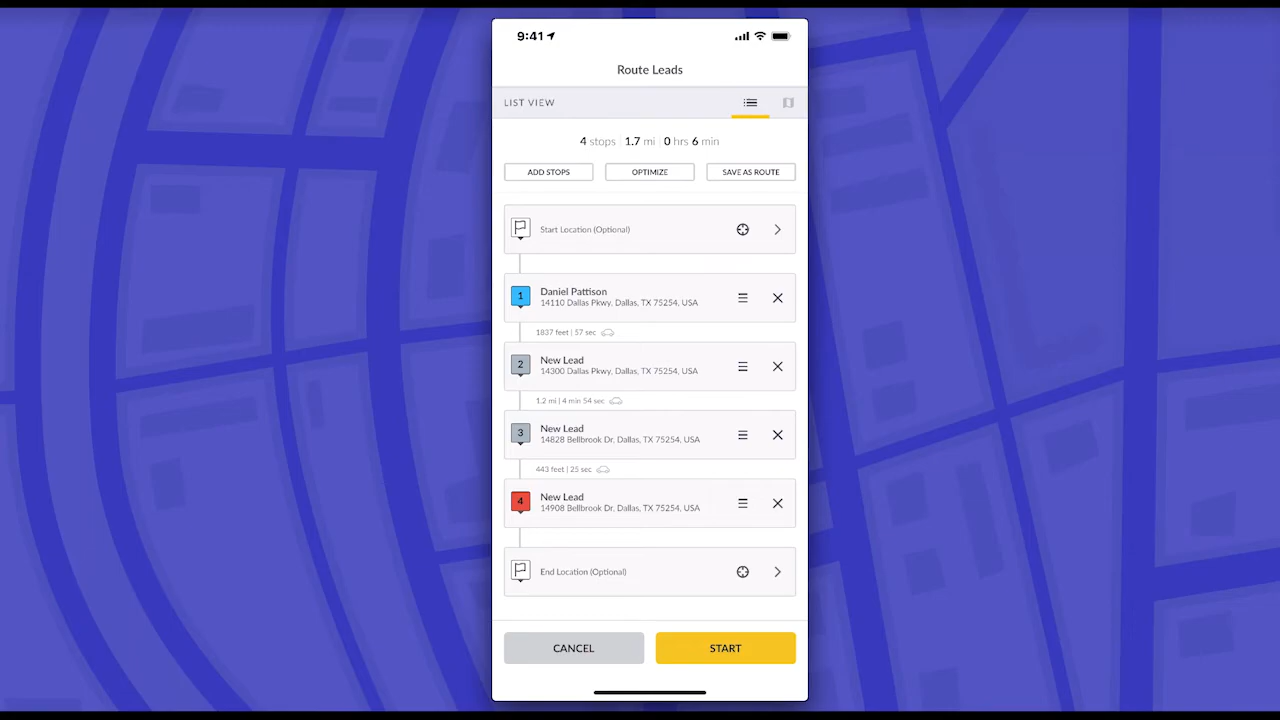 9:41
Route Leads
LIST VIEW
4 stops | 1.7 mi | 0 hrs 6 min
ADD STOPS
OPTIMIZE
SAVE AS ROUTE
Start Location (Optional)
1
Daniel Pattison
14110 Dallas Pkwy, Dallas, TX 75254, USA
1837 feet | 57 sec
2
New Lead
14300 Dallas Pkwy, Dallas, TX 75254, USA
1.2 mi | 4 min 54 sec
3
New Lead
14828 Bellbrook Dr, Dallas, TX 75254, USA
443 feet | 25 sec
4
New Lead
14908 Bellbrook Dr, Dallas, TX 75254, USA
End Location (Optional)
CANCEL
START